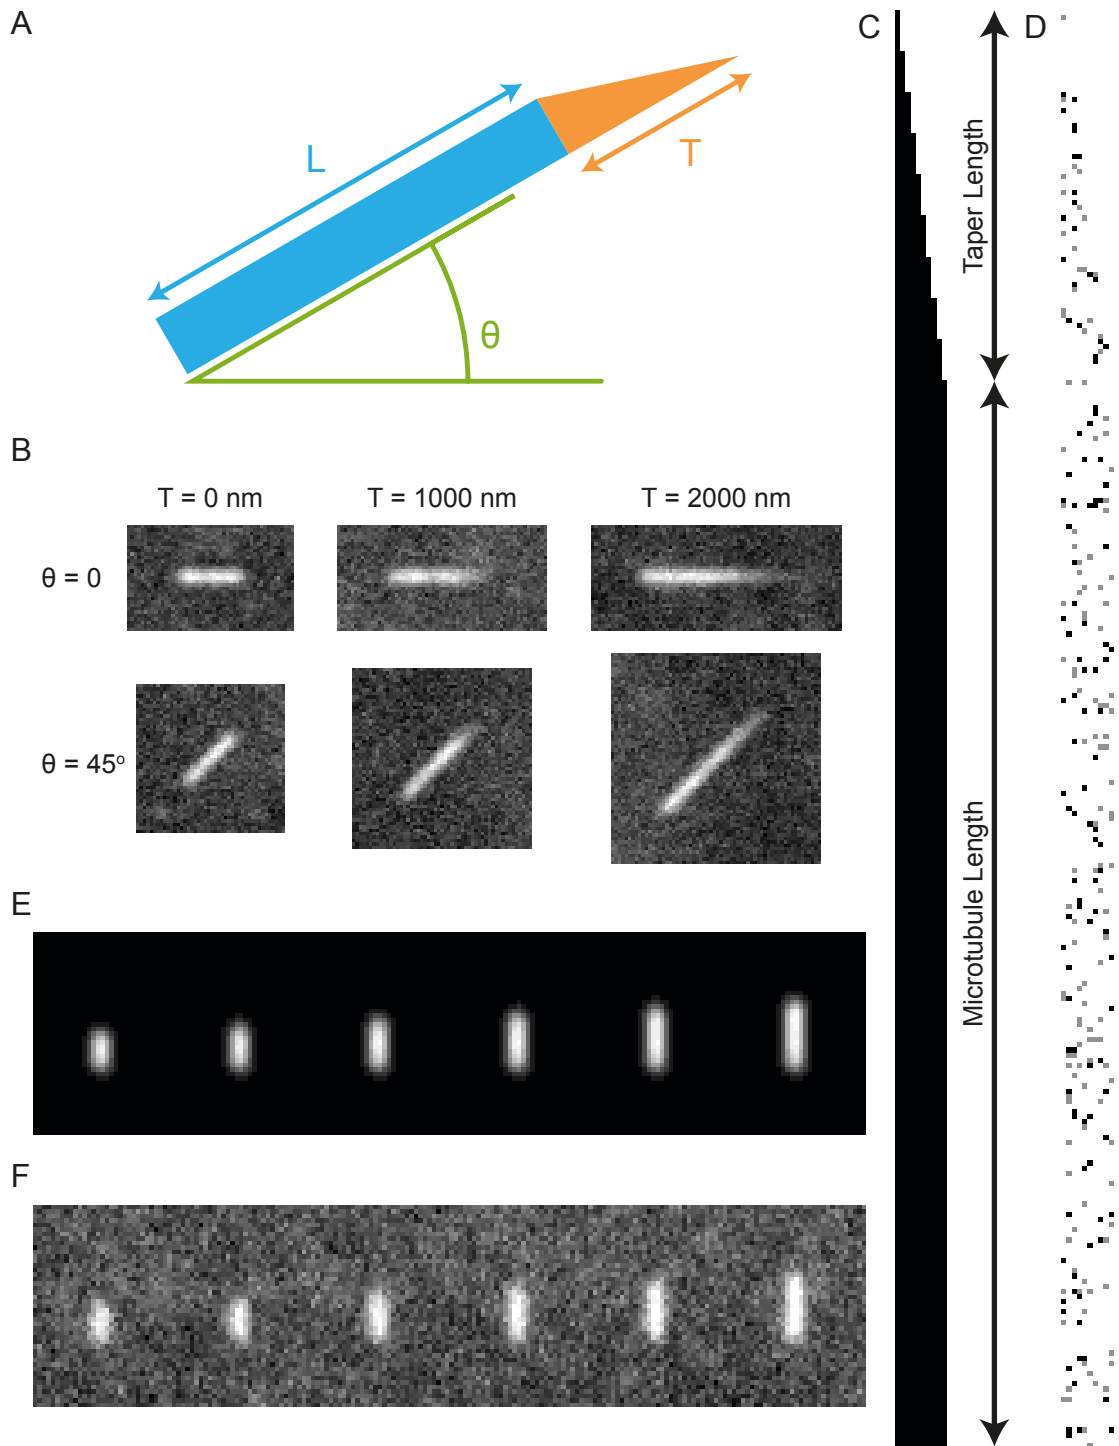 A
L
T
θ
B
T = 0 nm
T = 1000 nm
T = 2000 nm
θ = 0
θ = 45°
C
Taper Length
Microtubule Length
D
E
F